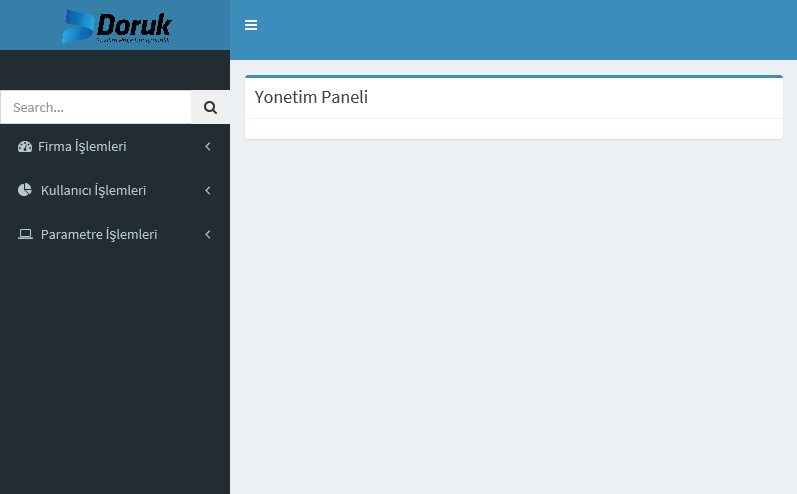 Doruk
Search...
Firma İşlemleri
Kullanıcı İşlemleri
Parametre İşlemleri
Yonetim Paneli